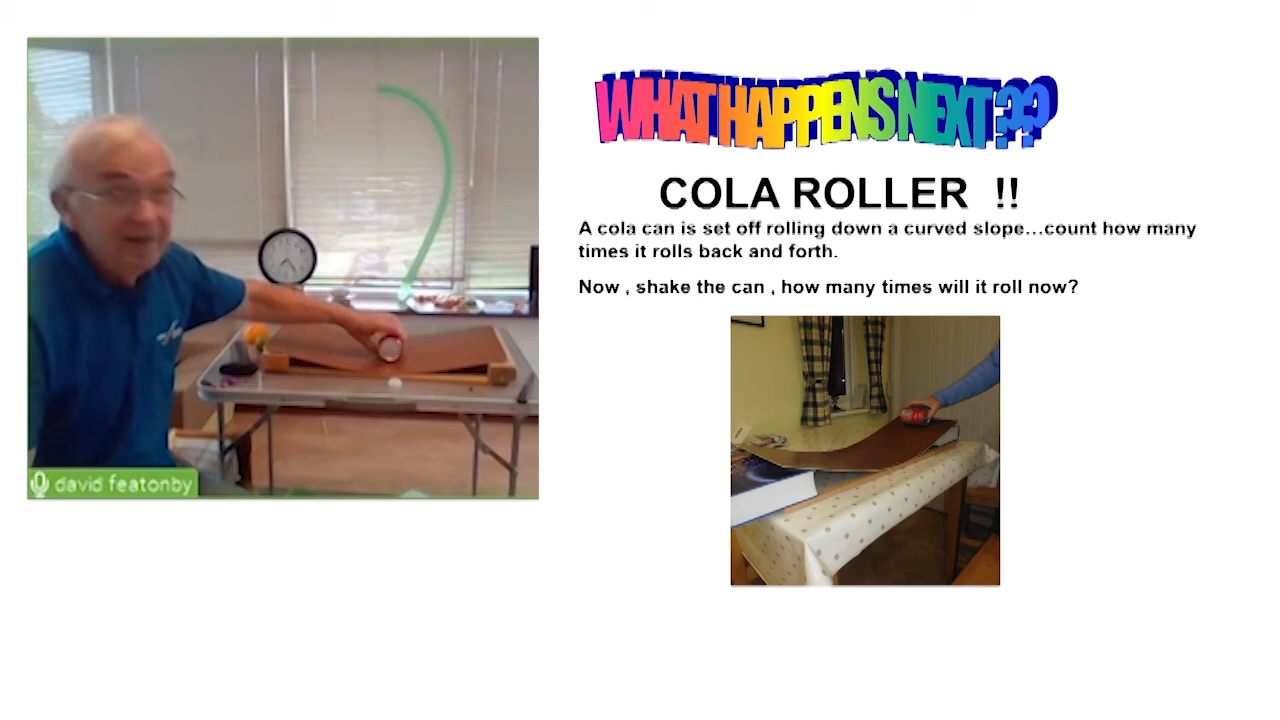 WHAT HAPPENS NEXT ??
COLA ROLLER !!
A cola can is set off rolling down a curved slope...count how many
times it rolls back and forth.
Now , shake the can , how many times will it roll now?
david featonby